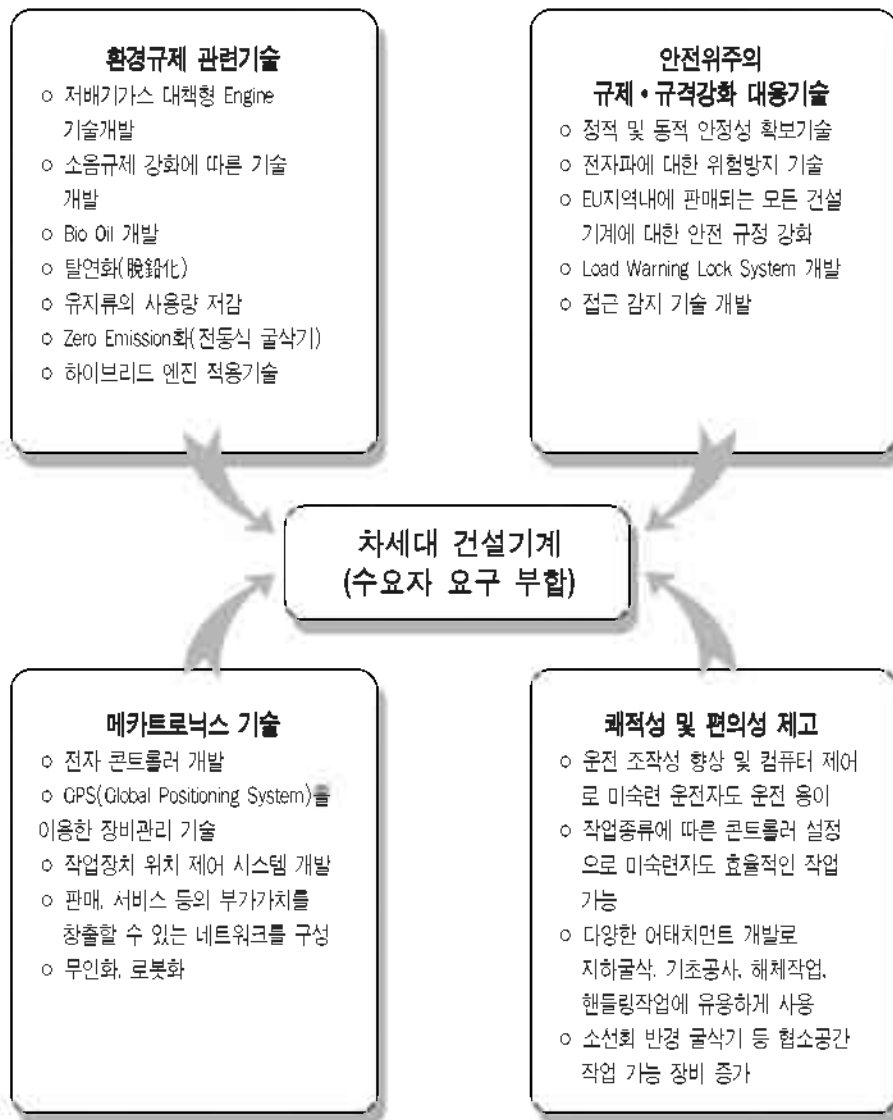 환경규제 관련기술
○ 저배기가스 대책형 Engine
기술개발
○ 소음규제 강화에 따른 기술
개발
○ Bio Oil 개발
○ 탈연화(脫鉛化)
○ 유지류의 사용량 저감
○ Zero Emission화(전동식 굴삭기)
○ 하이브리드 엔진 적용기술
안전위주의
규제·규격강화 대응기술
○ 정적 및 동적 안정성 확보기술
○ 전자파에 대한 위험방지 기술
○ EU지역내에 판매되는 모든 건설
기계에 대한 안전 규정 강화
○ Load Warning Lock System 개발
○ 접근 감지 기술 개발
차세대 건설기계
(수요자 요구 부합)
메카트로닉스 기술
○ 전자 콘트롤러 개발
○ GPS(Global Positioning System)를
이용한 장비관리 기술
○ 작업장치 위치 제어 시스템 개발
○ 판매, 서비스 등의 부가가치를
창출할 수 있는 네트워크를 구성
○ 무인화, 로봇화
쾌적성 및 편의성 제고
○ 운전 조작성 향상 및 컴퓨터 제어
로 미숙련 운전자도 운전 용이
○ 작업종류에 따른 콘트롤러 설정
으로 미숙련자도 효율적인 작업
가능
○ 다양한 어태치먼트 개발로
지하굴삭, 기초공사, 해체작업,
핸들링작업에 유용하게 사용
○ 소선회 반경 굴삭기 등 협소공간
작업 가능 장비 증가